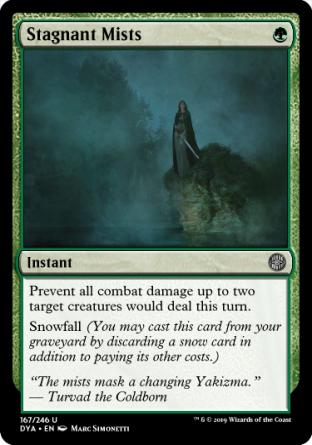 Stagnant Mists
Instant
Prevent all combat damage up to two
target creatures would deal this turn.
Snowfall (You may cast this card from your
graveyard by discarding a snow card in
addition to paying its other costs.)
“The mists mask a changing Yakizma.”
— Turvad the Coldborn
167/246 U
DYA • EN Marc Simonetti
™ & © 2019 Wizards of the Coast